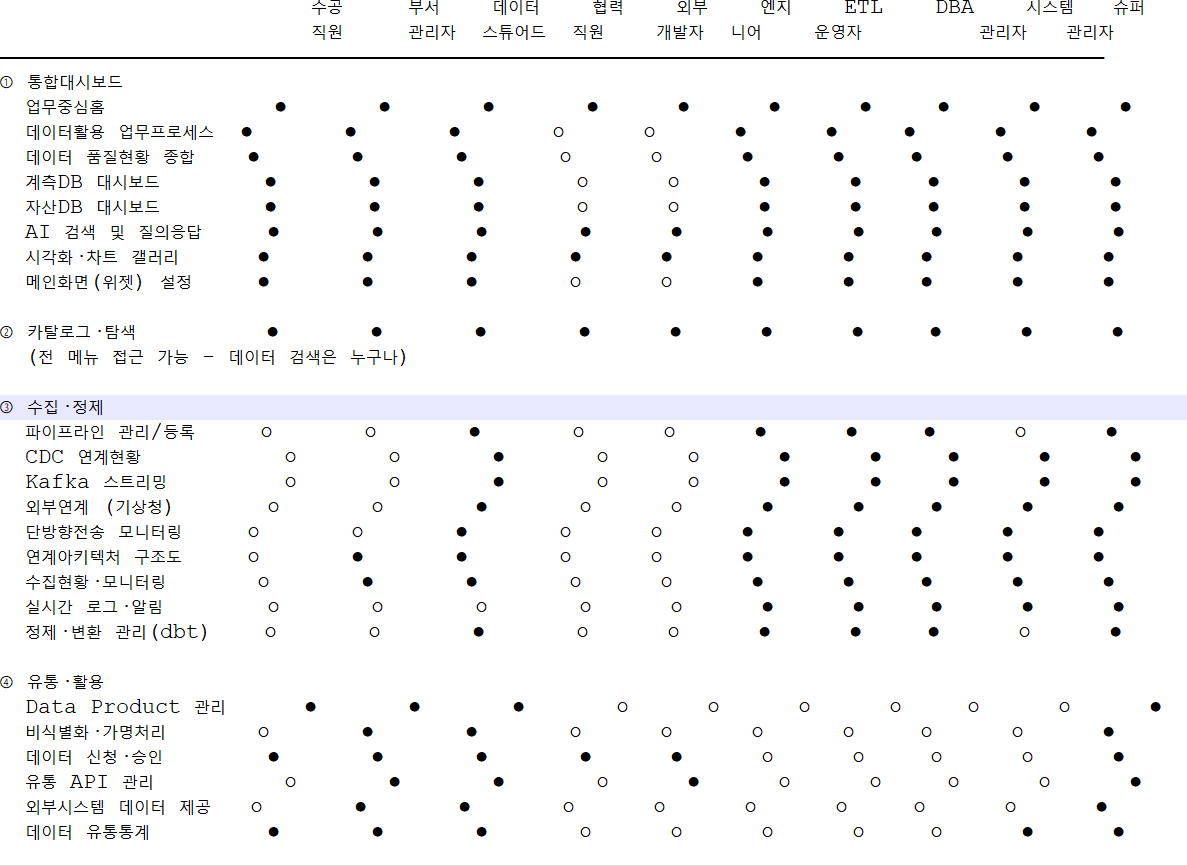 수공 부서 데이터 협력 외부 엔지 ETL DBA 시스템 슈퍼
직원 관리자 스튜어드 직원 개발자 니어 운영자 관리자 관리자
① 통합대시보드
업무중심홈 ● ● ● ● ● ● ● ● ● ●
데이터활용 업무프로세스 ● ● ● ○ ○ ● ● ● ● ●
데이터 품질현황 종합 ● ● ● ○ ○ ● ● ● ● ●
계측DB 대시보드 ● ● ● ○ ○ ● ● ● ● ●
자산DB 대시보드 ● ● ● ○ ○ ● ● ● ● ●
AI 검색 및 질의응답 ● ● ● ● ● ● ● ● ● ●
시각화·차트 갤러리 ● ● ● ● ● ● ● ● ● ●
메인화면(위젯) 설정 ● ● ● ○ ○ ● ● ● ● ●
② 카탈로그·탐색 ● ● ● ● ● ● ● ● ● ●
(전 메뉴 접근 가능 — 데이터 검색은 누구나)
③ 수집·정제
파이프라인 관리/등록 ○ ○ ● ○ ○ ● ● ● ○ ●
CDC 연계현황 ○ ○ ● ○ ○ ● ● ● ● ●
Kafka 스트리밍 ○ ○ ● ○ ○ ● ● ● ● ●
외부연계 (기상청) ○ ○ ● ○ ○ ● ● ● ● ●
단방향전송 모니터링 ○ ○ ● ○ ○ ● ● ● ● ●
연계아키텍처 구조도 ○ ● ● ○ ○ ● ● ● ● ●
수집현황·모니터링 ○ ● ● ○ ○ ● ● ● ● ●
실시간 로그·알림 ○ ○ ○ ○ ○ ● ● ● ● ●
정제·변환 관리(dbt) ○ ○ ● ○ ○ ● ● ● ○ ●
④ 유통·활용
Data Product 관리 ● ● ● ○ ○ ○ ○ ○ ○ ●
비식별화·가명처리 ○ ● ● ○ ○ ○ ○ ○ ○ ●
데이터 신청·승인 ● ● ● ● ● ○ ○ ○ ○ ●
유통 API 관리 ○ ● ● ○ ● ○ ○ ○ ○ ●
외부시스템 데이터 제공 ○ ● ● ○ ○ ○ ○ ○ ○ ●
데이터 유통통계 ● ● ● ○ ○ ○ ○ ○ ● ●